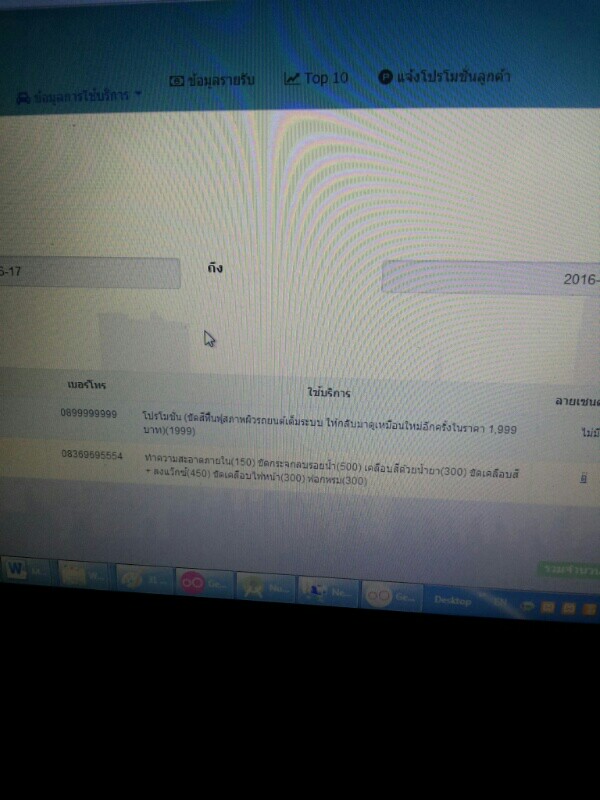 ข้อมูลการใช้บริการ
ข้อมูลรายรับ
Top 10
แจ้งโปรโมชั่นลูกค้า
6-17
ถึง
2016-
เบอร์โทร
ใช้บริการ
ลายเซนต์
0899999999
โปรโมชั่น (ขัดสีฟื้นฟูสภาพผิวรถยนต์เต็มระบบ ให้กลับมาดูเหมือนใหม่อีกครั้งในราคา 1,999
บาท)(1999)
ไม่มี
08369695554
ทำความสะอาดภายใน(150) ขัดกระจกลบรอยน้ำ(500) เคลือบสีด้วยน้ำยา(300) ขัดเคลือบสี
+ ลงแว๊กซ์(450) ขัดเคลือบไฟหน้า(300) ฟอกพรม(300)
รวมจำนวน
W...
Ge...
Nu...
Ne...
Ge...
Desktop